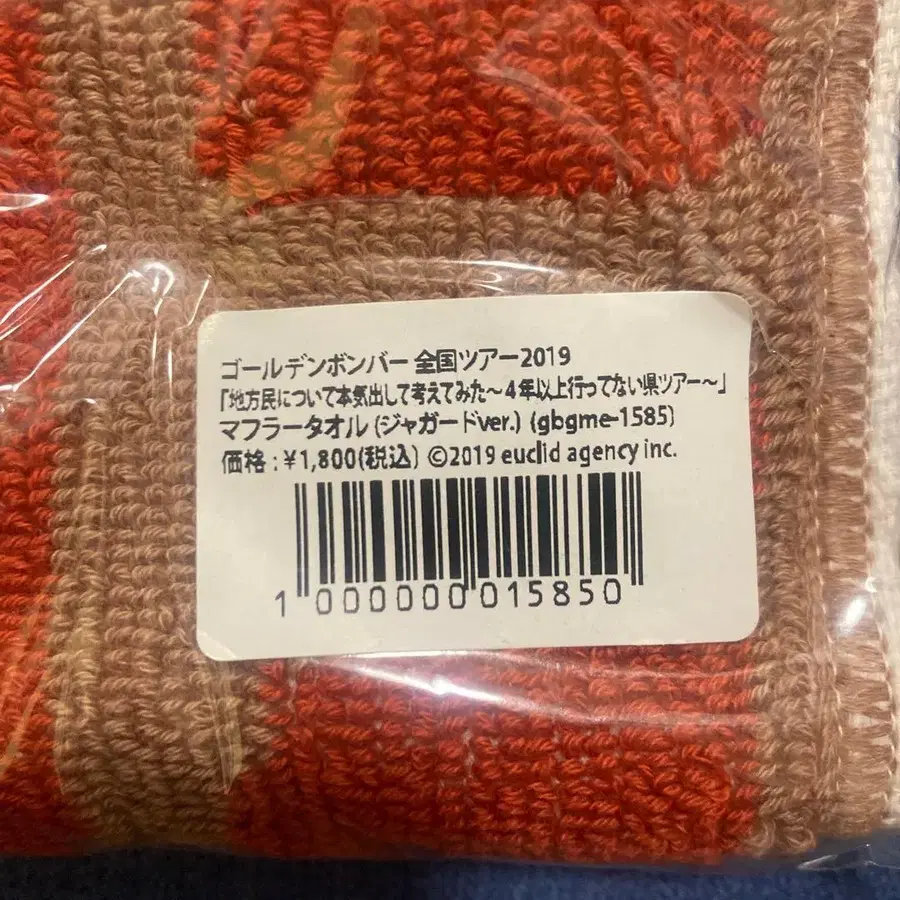 ゴールデンボンバー 全国ツアー2019
「地方民について本気出して考えてみた～4年以上行ってない県ツアー～」
マフラータオル (ジャガードver.) (gbgme-1585)
価格 : ¥1,800(税込) ©2019 euclid agency inc.
1 000000 015850